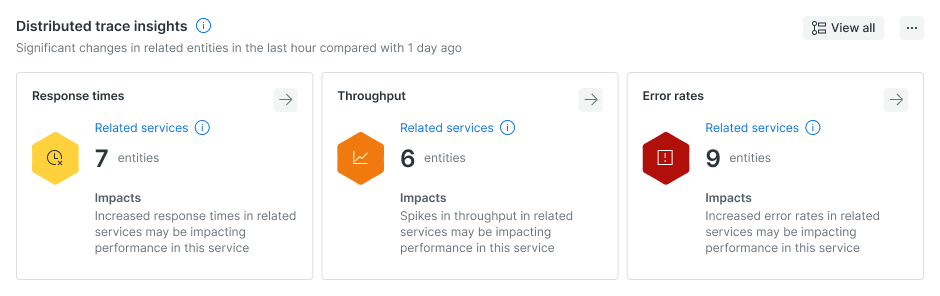 Distributed trace insights
View all
Significant changes in related entities in the last hour compared with 1 day ago
Response times
Related services
7 entities
Impacts
Increased response times in related
services may be impacting
performance in this service
Throughput
Related services
6 entities
Impacts
Spikes in throughput in related
services may be impacting
performance in this service
Error rates
Related services
9 entities
Impacts
Increased error rates in related
services may be impacting
performance in this service